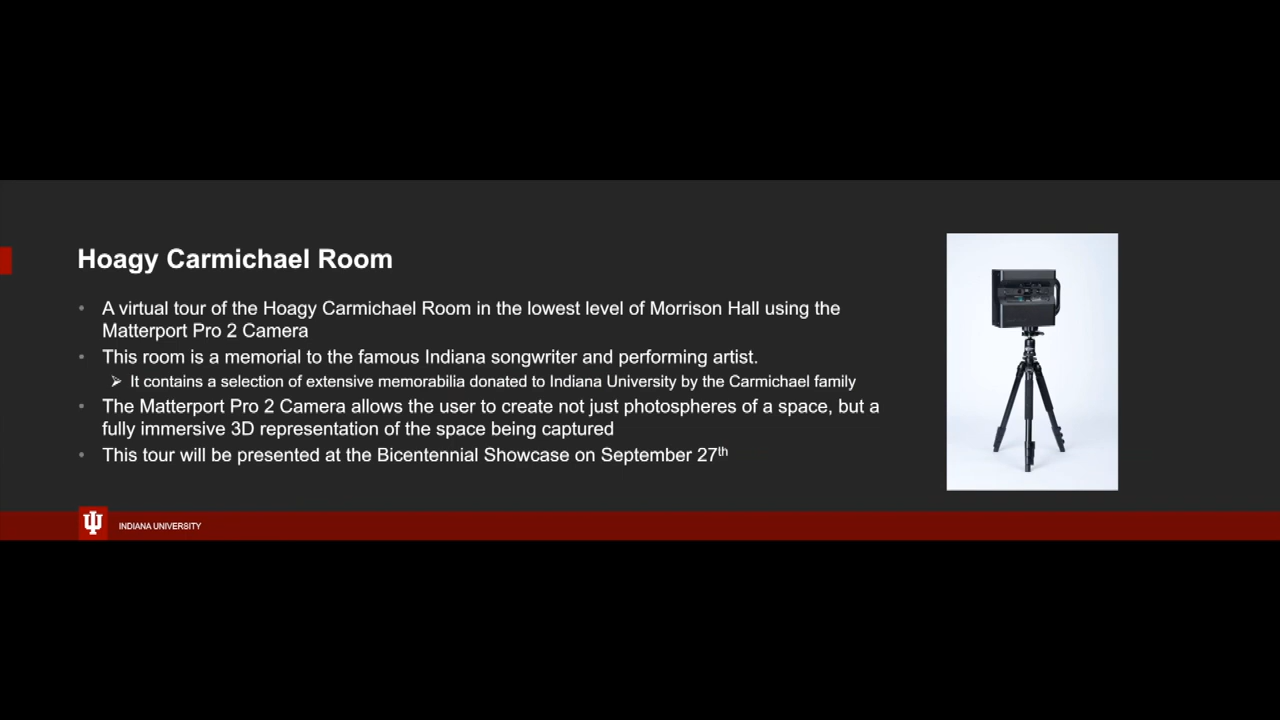 Hoagy Carmichael Room
• A virtual tour of the Hoagy Carmichael Room in the lowest level of Morrison Hall using the
Matterport Pro 2 Camera
• This room is a memorial to the famous Indiana songwriter and performing artist.
➢ It contains a selection of extensive memorabilia donated to Indiana University by the Carmichael family
• The Matterport Pro 2 Camera allows the user to create not just photospheres of a space, but a
fully immersive 3D representation of the space being captured
• This tour will be presented at the Bicentennial Showcase on September 27th
INDIANA UNIVERSITY